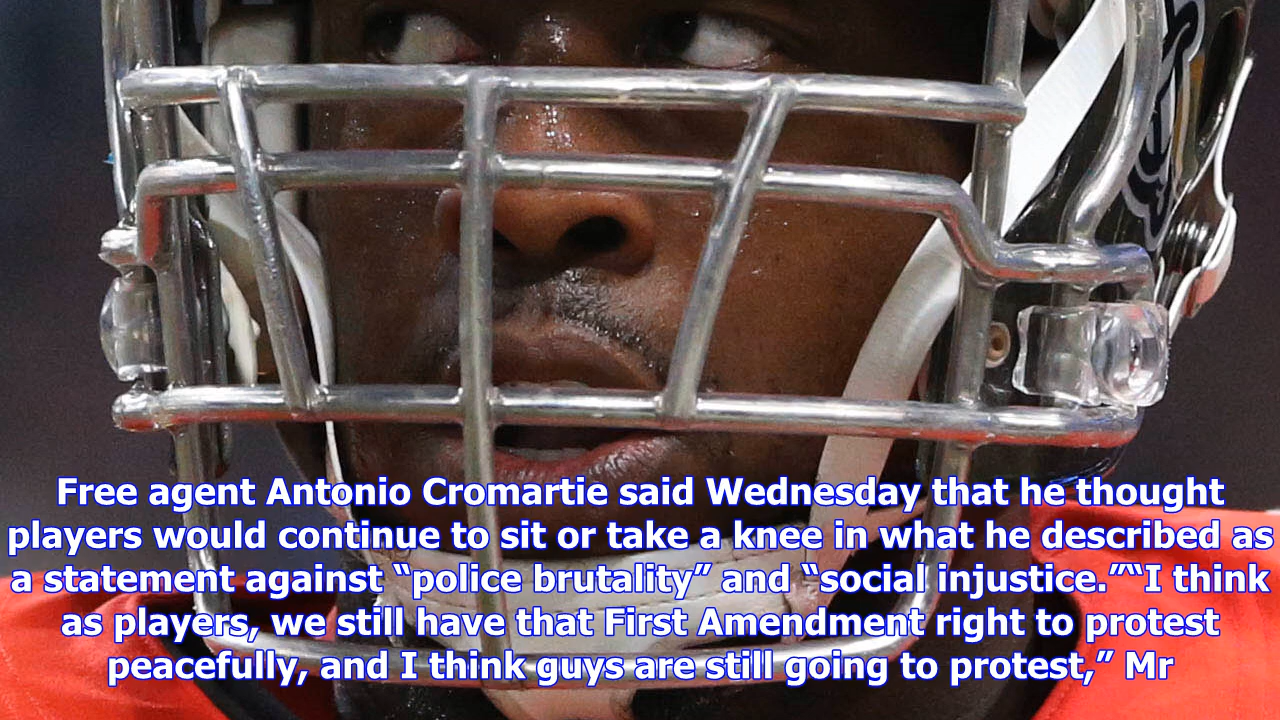 Free agent Antonio Cromartie said Wednesday that he thought
players would continue to sit or take a knee in what he described as
a statement against “police brutality” and “social injustice.”“I think
as players, we still have that First Amendment right to protest
peacefully, and I think guys are still going to protest,” Mr